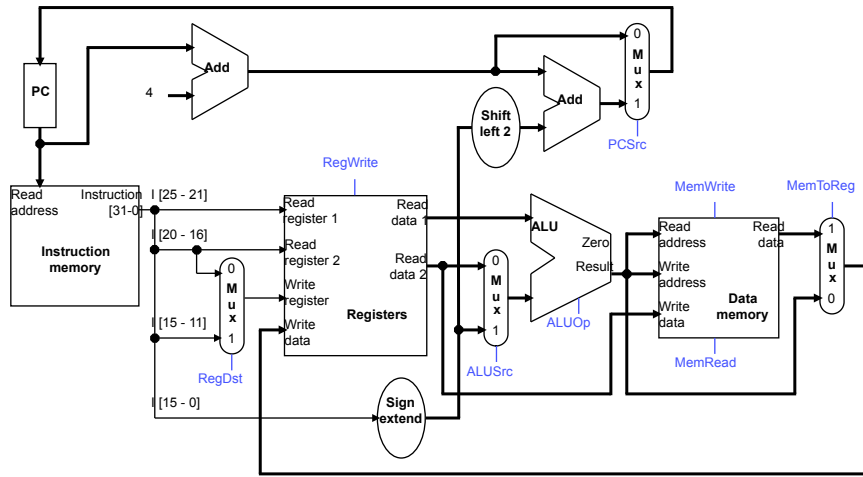 0
M
u
x
1
PCSrc
Add
4
PC
Add
Shift
left 2
RegWrite
MemWrite
MemToReg
Read
address
Instruction
[31-0]
Instruction
memory
I [25 - 21]
I [20 - 16]
I [15 - 11]
I [15 - 0]
0
M
u
x
1
RegDst
Read
register 1
Read
register 2
Write
register
Write
data
Read
data 1
Read
data 2
Registers
Sign
extend
0
M
u
x
1
ALUSrc
ALU
Zero
Result
ALUOp
Read
address
Write
address
Write
data
Read
data
Data
memory
MemRead
1
M
u
x
0